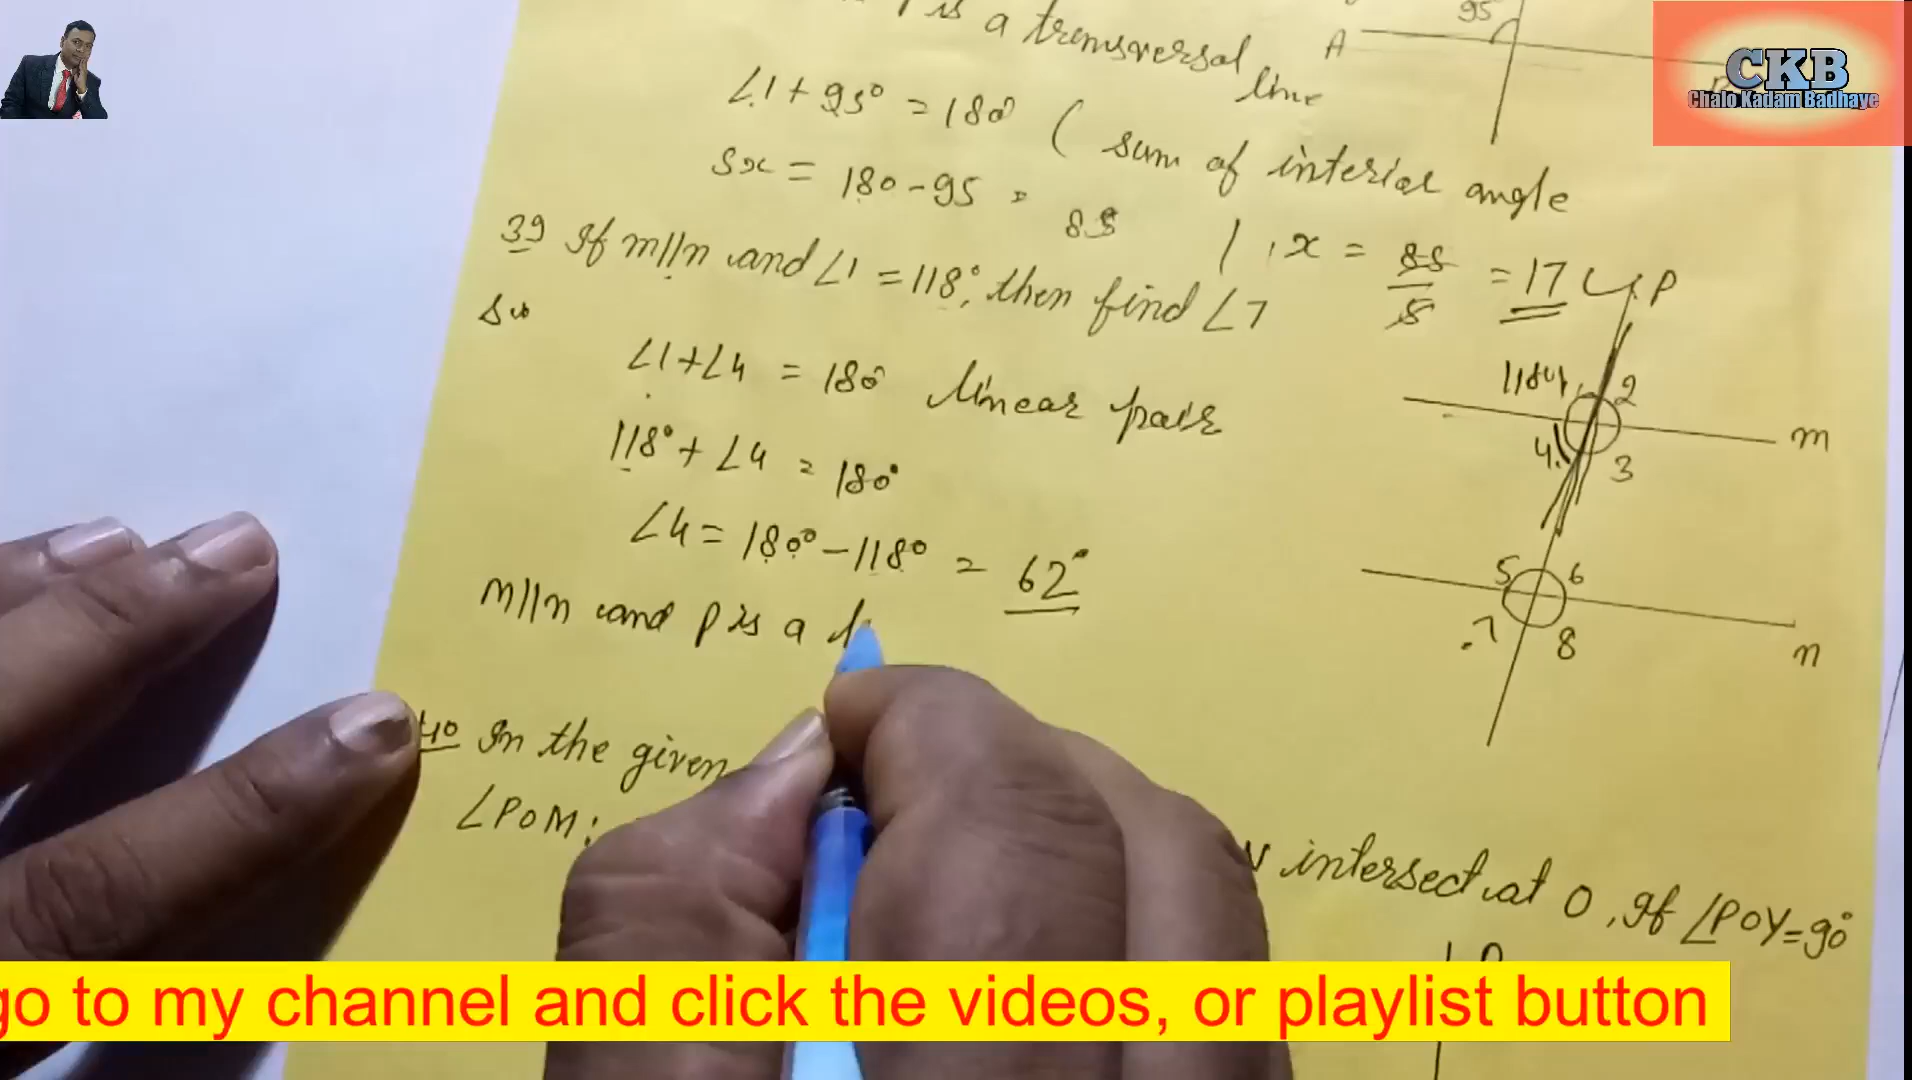 is a transversal line
A
95
CKB
Chalo Kadam Badhaye
∠1 + 95° = 180° ( sum of interior angle
5x = 180 - 95 = 85
x = 85/5 = 17
39 If m||n and ∠1 = 118°, then find ∠7
∠1 + ∠4 = 180° linear pair
118° + ∠4 = 180°
∠4 = 180° - 118° = 62°
m||n and P is a
P
118° 1 2
m
4 3
5 6
n
7 8
40 In the given
intersect at O, If ∠POY = 90°
∠POM:
go to my channel and click the videos, or playlist button